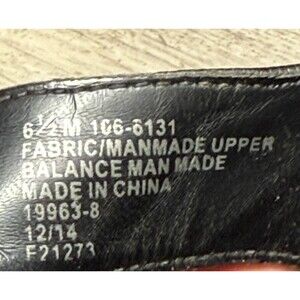 6½M 106-6131
FABRIC/MANMADE UPPER
BALANCE MAN MADE
MADE IN CHINA
19963-8
12/14
F21273